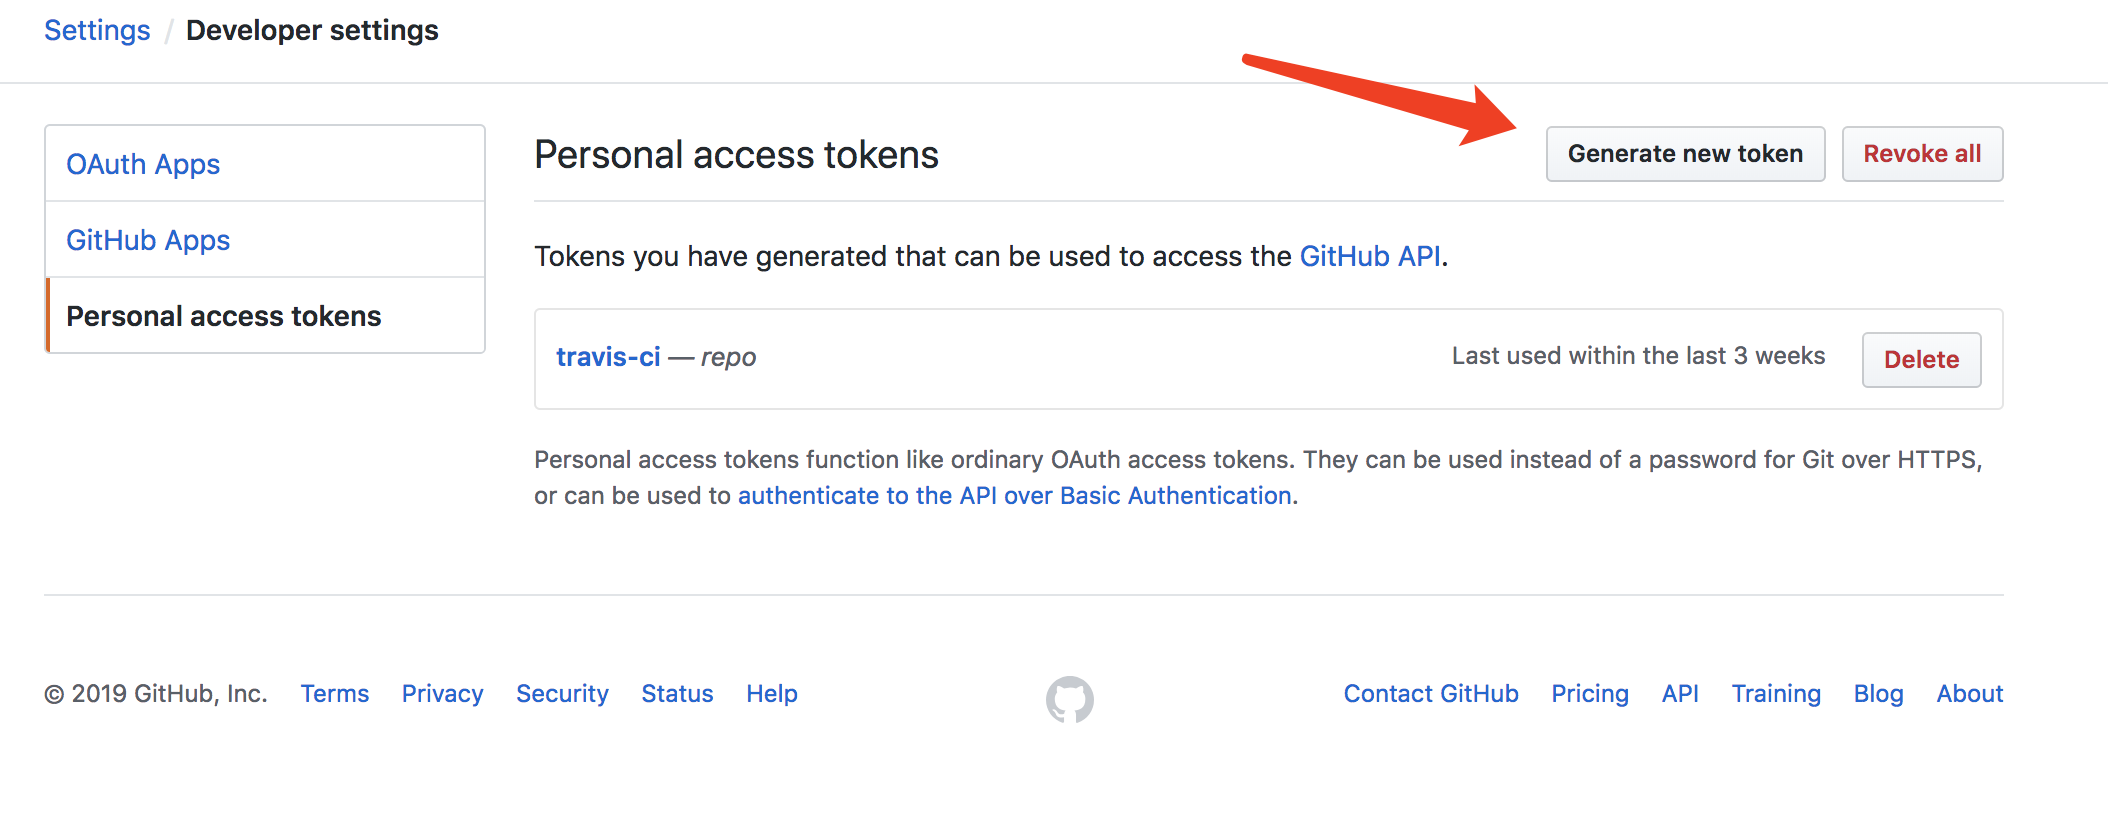 Settings / Developer settings
OAuth Apps
GitHub Apps
Personal access tokens
Personal access tokens
Generate new token
Revoke all
Tokens you have generated that can be used to access the GitHub API.
travis-ci — repo
Last used within the last 3 weeks
Delete
Personal access tokens function like ordinary OAuth access tokens. They can be used instead of a password for Git over HTTPS,
or can be used to authenticate to the API over Basic Authentication.
© 2019 GitHub, Inc. Terms Privacy Security Status Help
Contact GitHub Pricing API Training Blog About